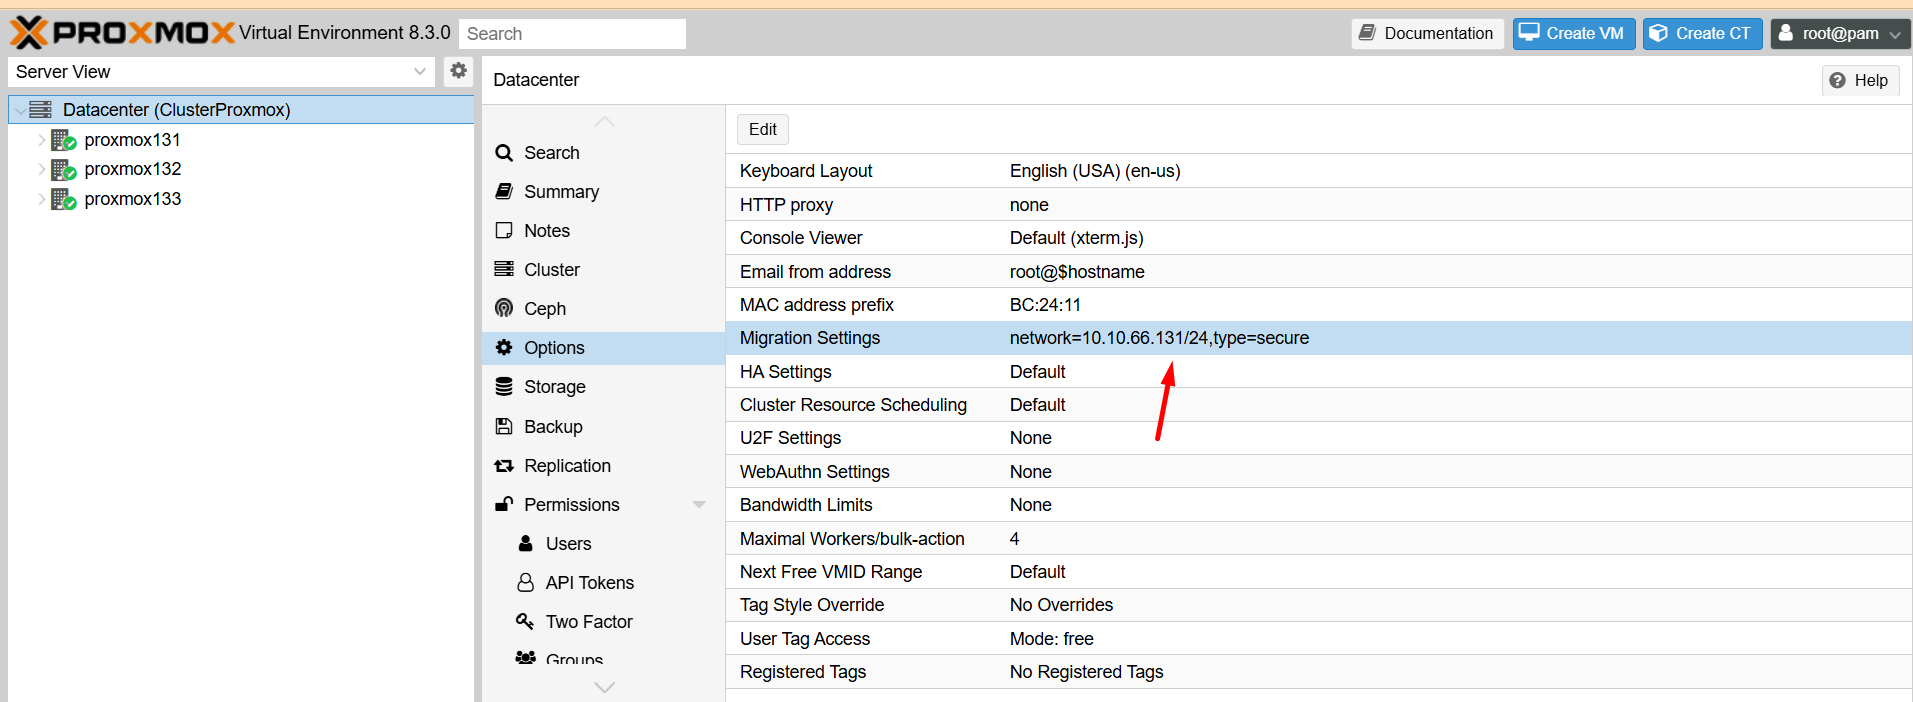 PROXMOX Virtual Environment 8.3.0 Search Documentation Create VM Create CT root@pam
Server View
Datacenter Help
Datacenter (ClusterProxmox)
proxmox131
proxmox132
proxmox133
Search
Summary
Notes
Cluster
Ceph
Options
Storage
Backup
Replication
Permissions
Users
API Tokens
Two Factor
Groups
Edit
Keyboard Layout English (USA) (en-us)
HTTP proxy none
Console Viewer Default (xterm.js)
Email from address root@$hostname
MAC address prefix BC:24:11
Migration Settings network=10.10.66.131/24,type=secure
HA Settings Default
Cluster Resource Scheduling Default
U2F Settings None
WebAuthn Settings None
Bandwidth Limits None
Maximal Workers/bulk-action 4
Next Free VMID Range Default
Tag Style Override No Overrides
User Tag Access Mode: free
Registered Tags No Registered Tags